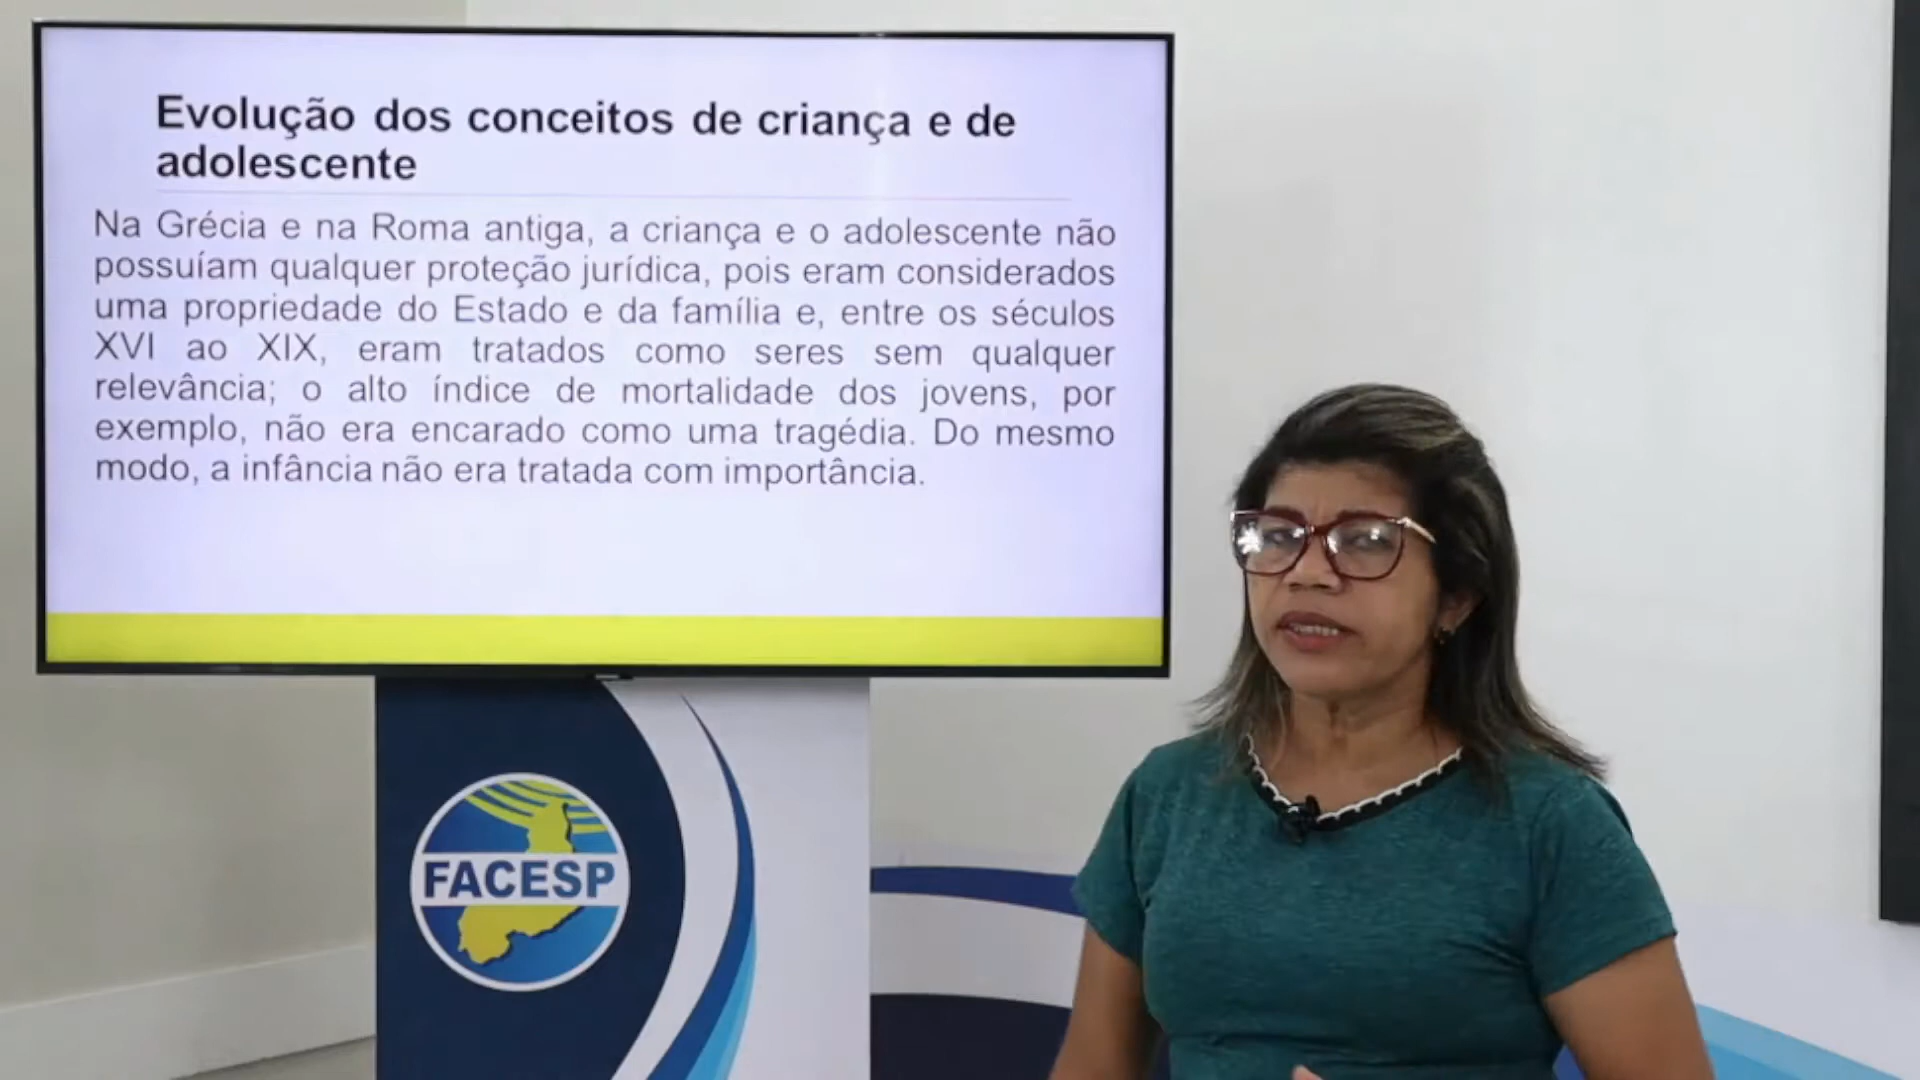 Evolução dos conceitos de criança e de
adolescente
Na Grécia e na Roma antiga, a criança e o adolescente não
possuíam qualquer proteção jurídica, pois eram considerados
uma propriedade do Estado e da família e, entre os séculos
XVI ao XIX, eram tratados como seres sem qualquer
relevância; o alto índice de mortalidade dos jovens, por
exemplo, não era encarado como uma tragédia. Do mesmo
modo, a infância não era tratada com importância.
FACESP